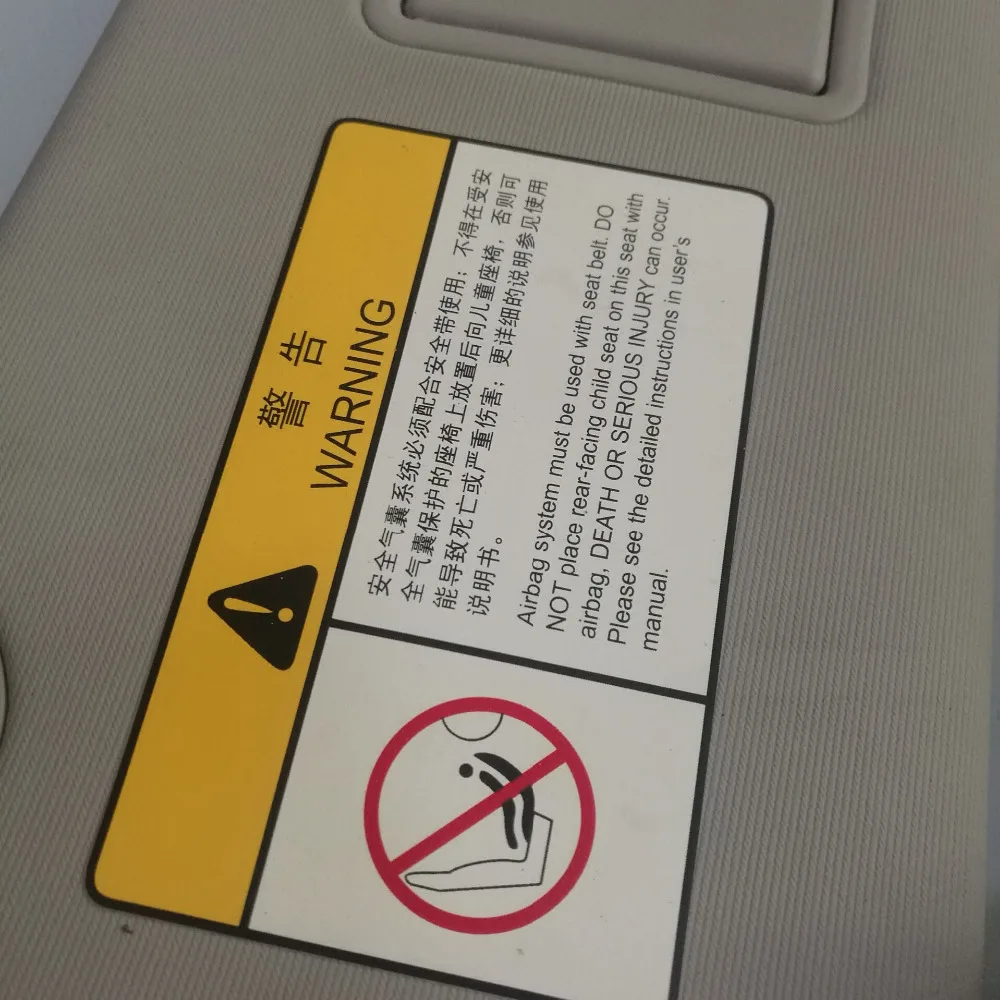 警告
WARNING
安全气囊系统必须配合安全带使用；不得在受安
全气囊保护的座椅上放置后向儿童座椅，否则可
能导致死亡或严重伤害；更详细的说明参见使用
说明书。
Airbag system must be used with seat belt. DO
NOT place rear-facing child seat on this seat with
airbag, DEATH OR SERIOUS INJURY can occur.
Please see the detailed instructions in user's
manual.